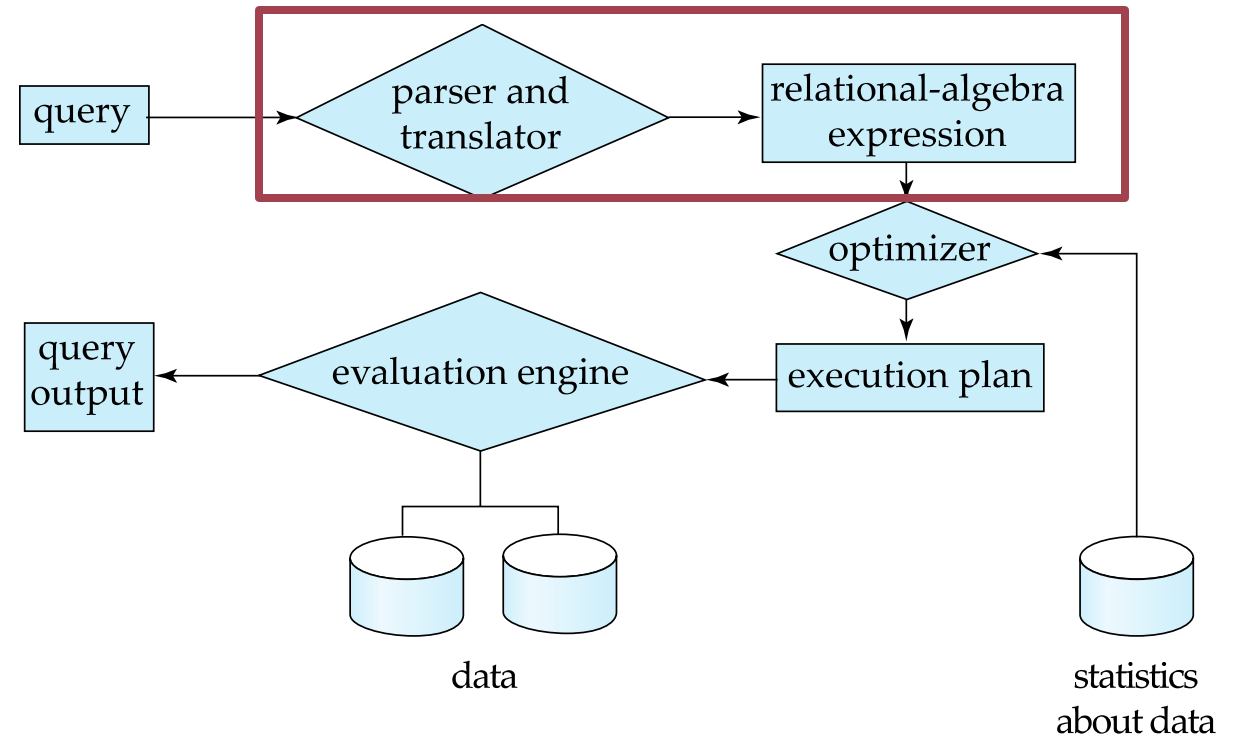 query
parser and
translator
relational-algebra
expression
optimizer
query
output
evaluation engine
execution plan
data
statistics
about data